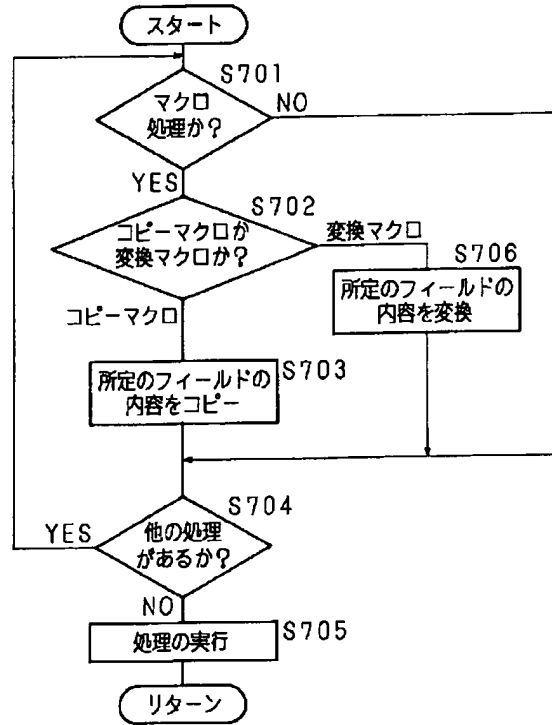 スタート
S701
マクロ
処理か?
NO
YES
S702
コピーマクロか
変換マクロか?
変換マクロ
S706
所定のフィールドの
内容を変換
コピーマクロ
所定のフィールドの
内容をコピー
S703
S704
YES
他の処理
があるか?
NO
処理の実行
S705
リターン